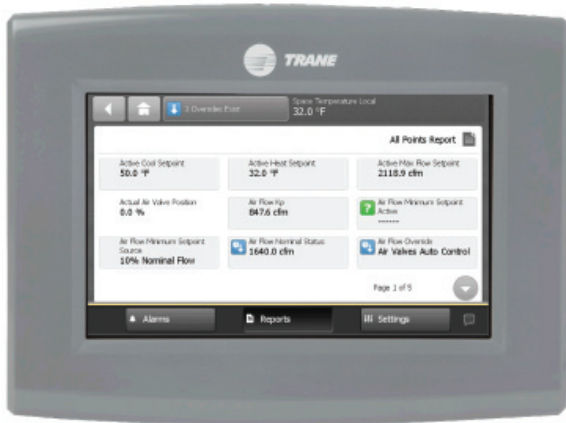 TRANE
3 Overrides Exist
Space Temperature Local
32.0 °F
All Points Report
Active Cool Setpoint
50.0 °F
Active Heat Setpoint
32.0 °F
Active Max Flow Setpoint
2118.9 cfm
Actual Air Valve Position
0.0 %
Air Flow Kp
847.6 cfm
? Air Flow Minimum Setpoint
Active
------
Air Flow Minimum Setpoint
Source
10% Nominal Flow
Air Flow Nominal Status
1640.0 cfm
Air Flow Override
Air Valves Auto Control
Page 1 of 5
Alarms
Reports
Settings